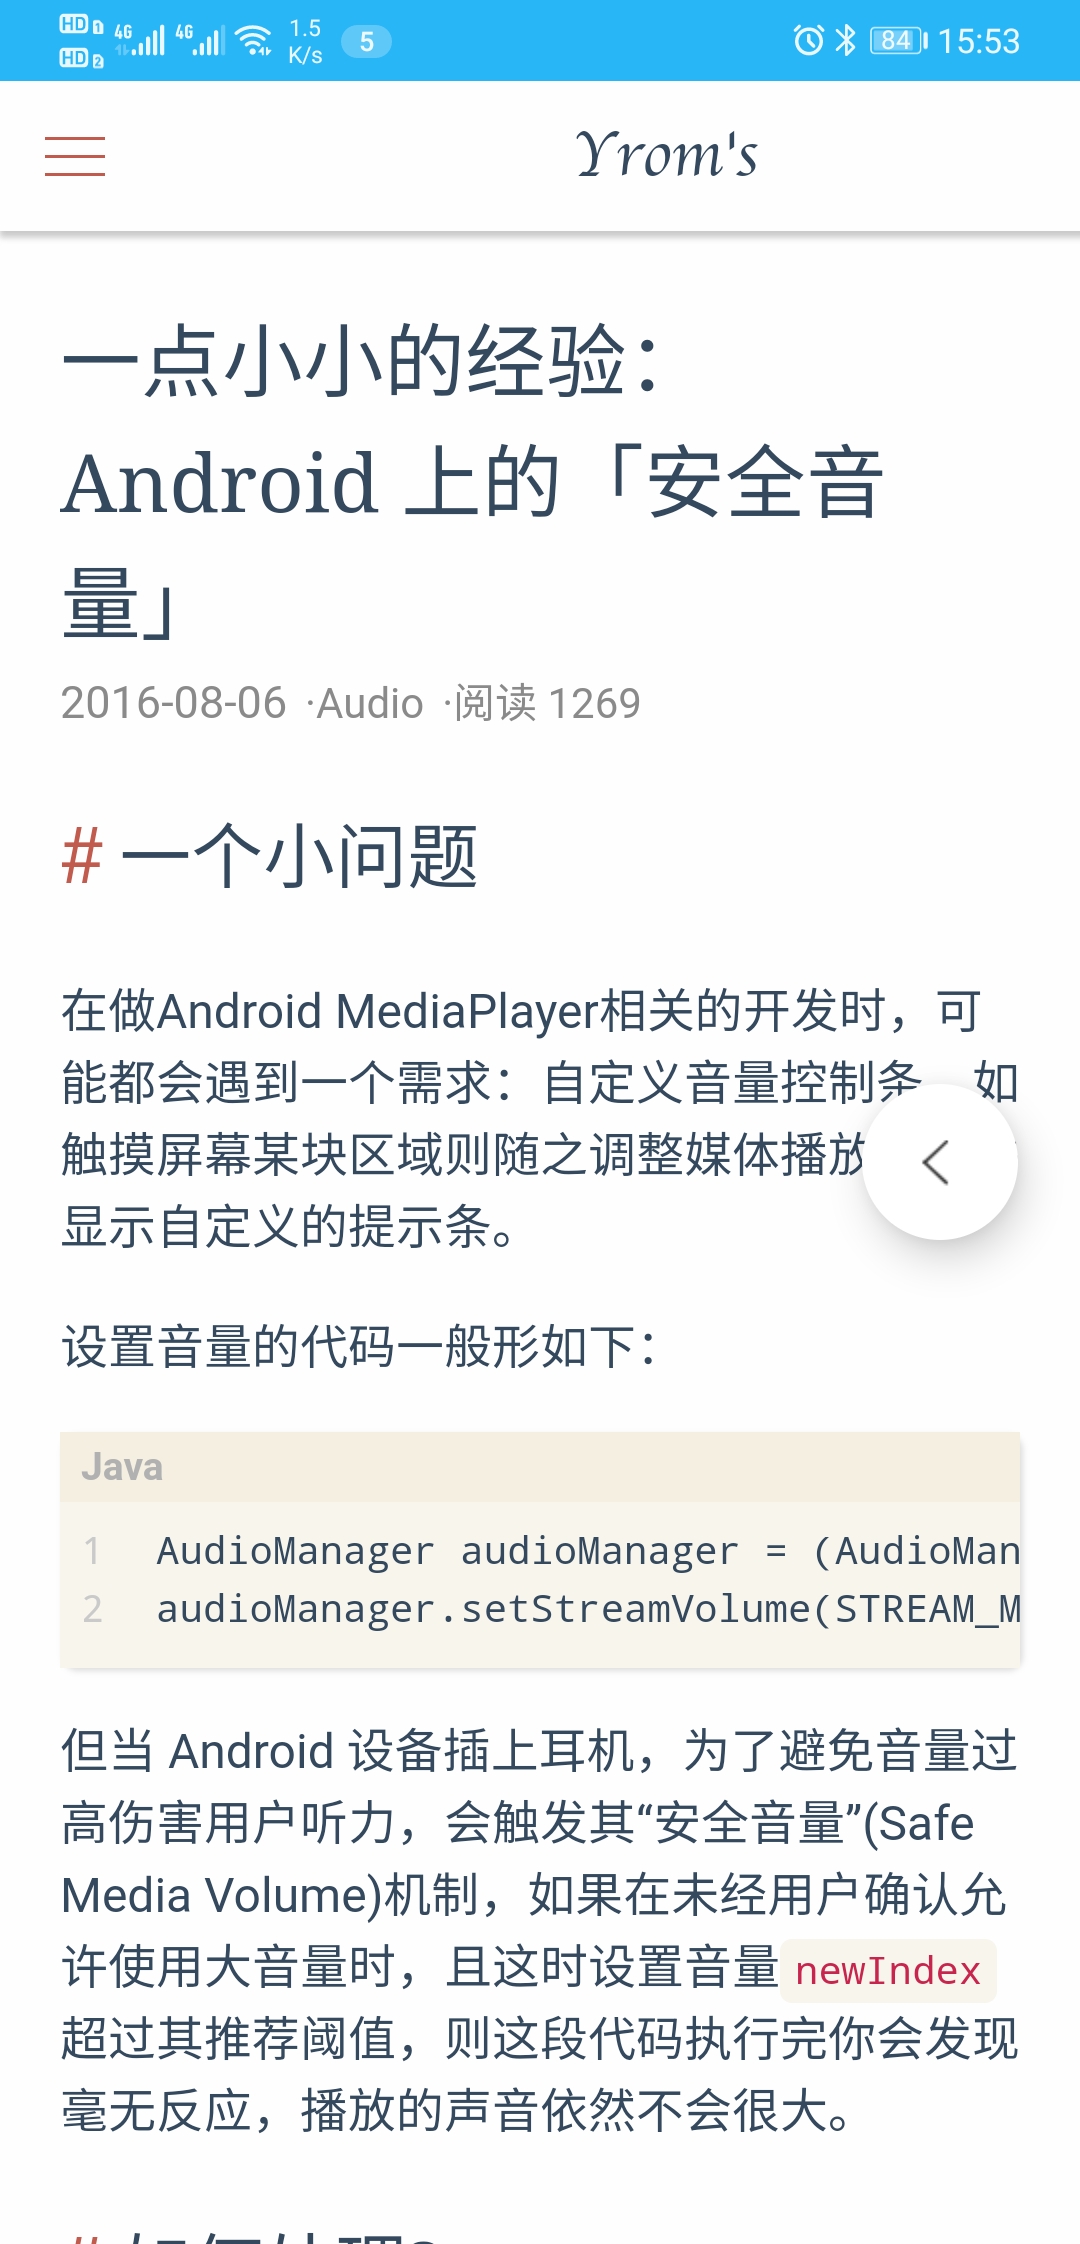 HD 1 4G 4G 1.5 5 84 15:53
HD 2 K/s
Yrom's
一点小小的经验：
Android 上的「安全音
量」
2016-08-06 ·Audio ·阅读 1269
# 一个小问题
在做Android MediaPlayer相关的开发时，可
能都会遇到一个需求：自定义音量控制条 如
触摸屏幕某块区域则随之调整媒体播放
显示自定义的提示条。
设置音量的代码一般形如下：
Java
1 AudioManager audioManager = (AudioMan
2 audioManager.setStreamVolume(STREAM_M
但当 Android 设备插上耳机，为了避免音量过
高伤害用户听力，会触发其“安全音量”(Safe
Media Volume)机制，如果在未经用户确认允
许使用大音量时，且这时设置音量 newIndex
超过其推荐阈值，则这段代码执行完你会发现
毫无反应，播放的声音依然不会很大。